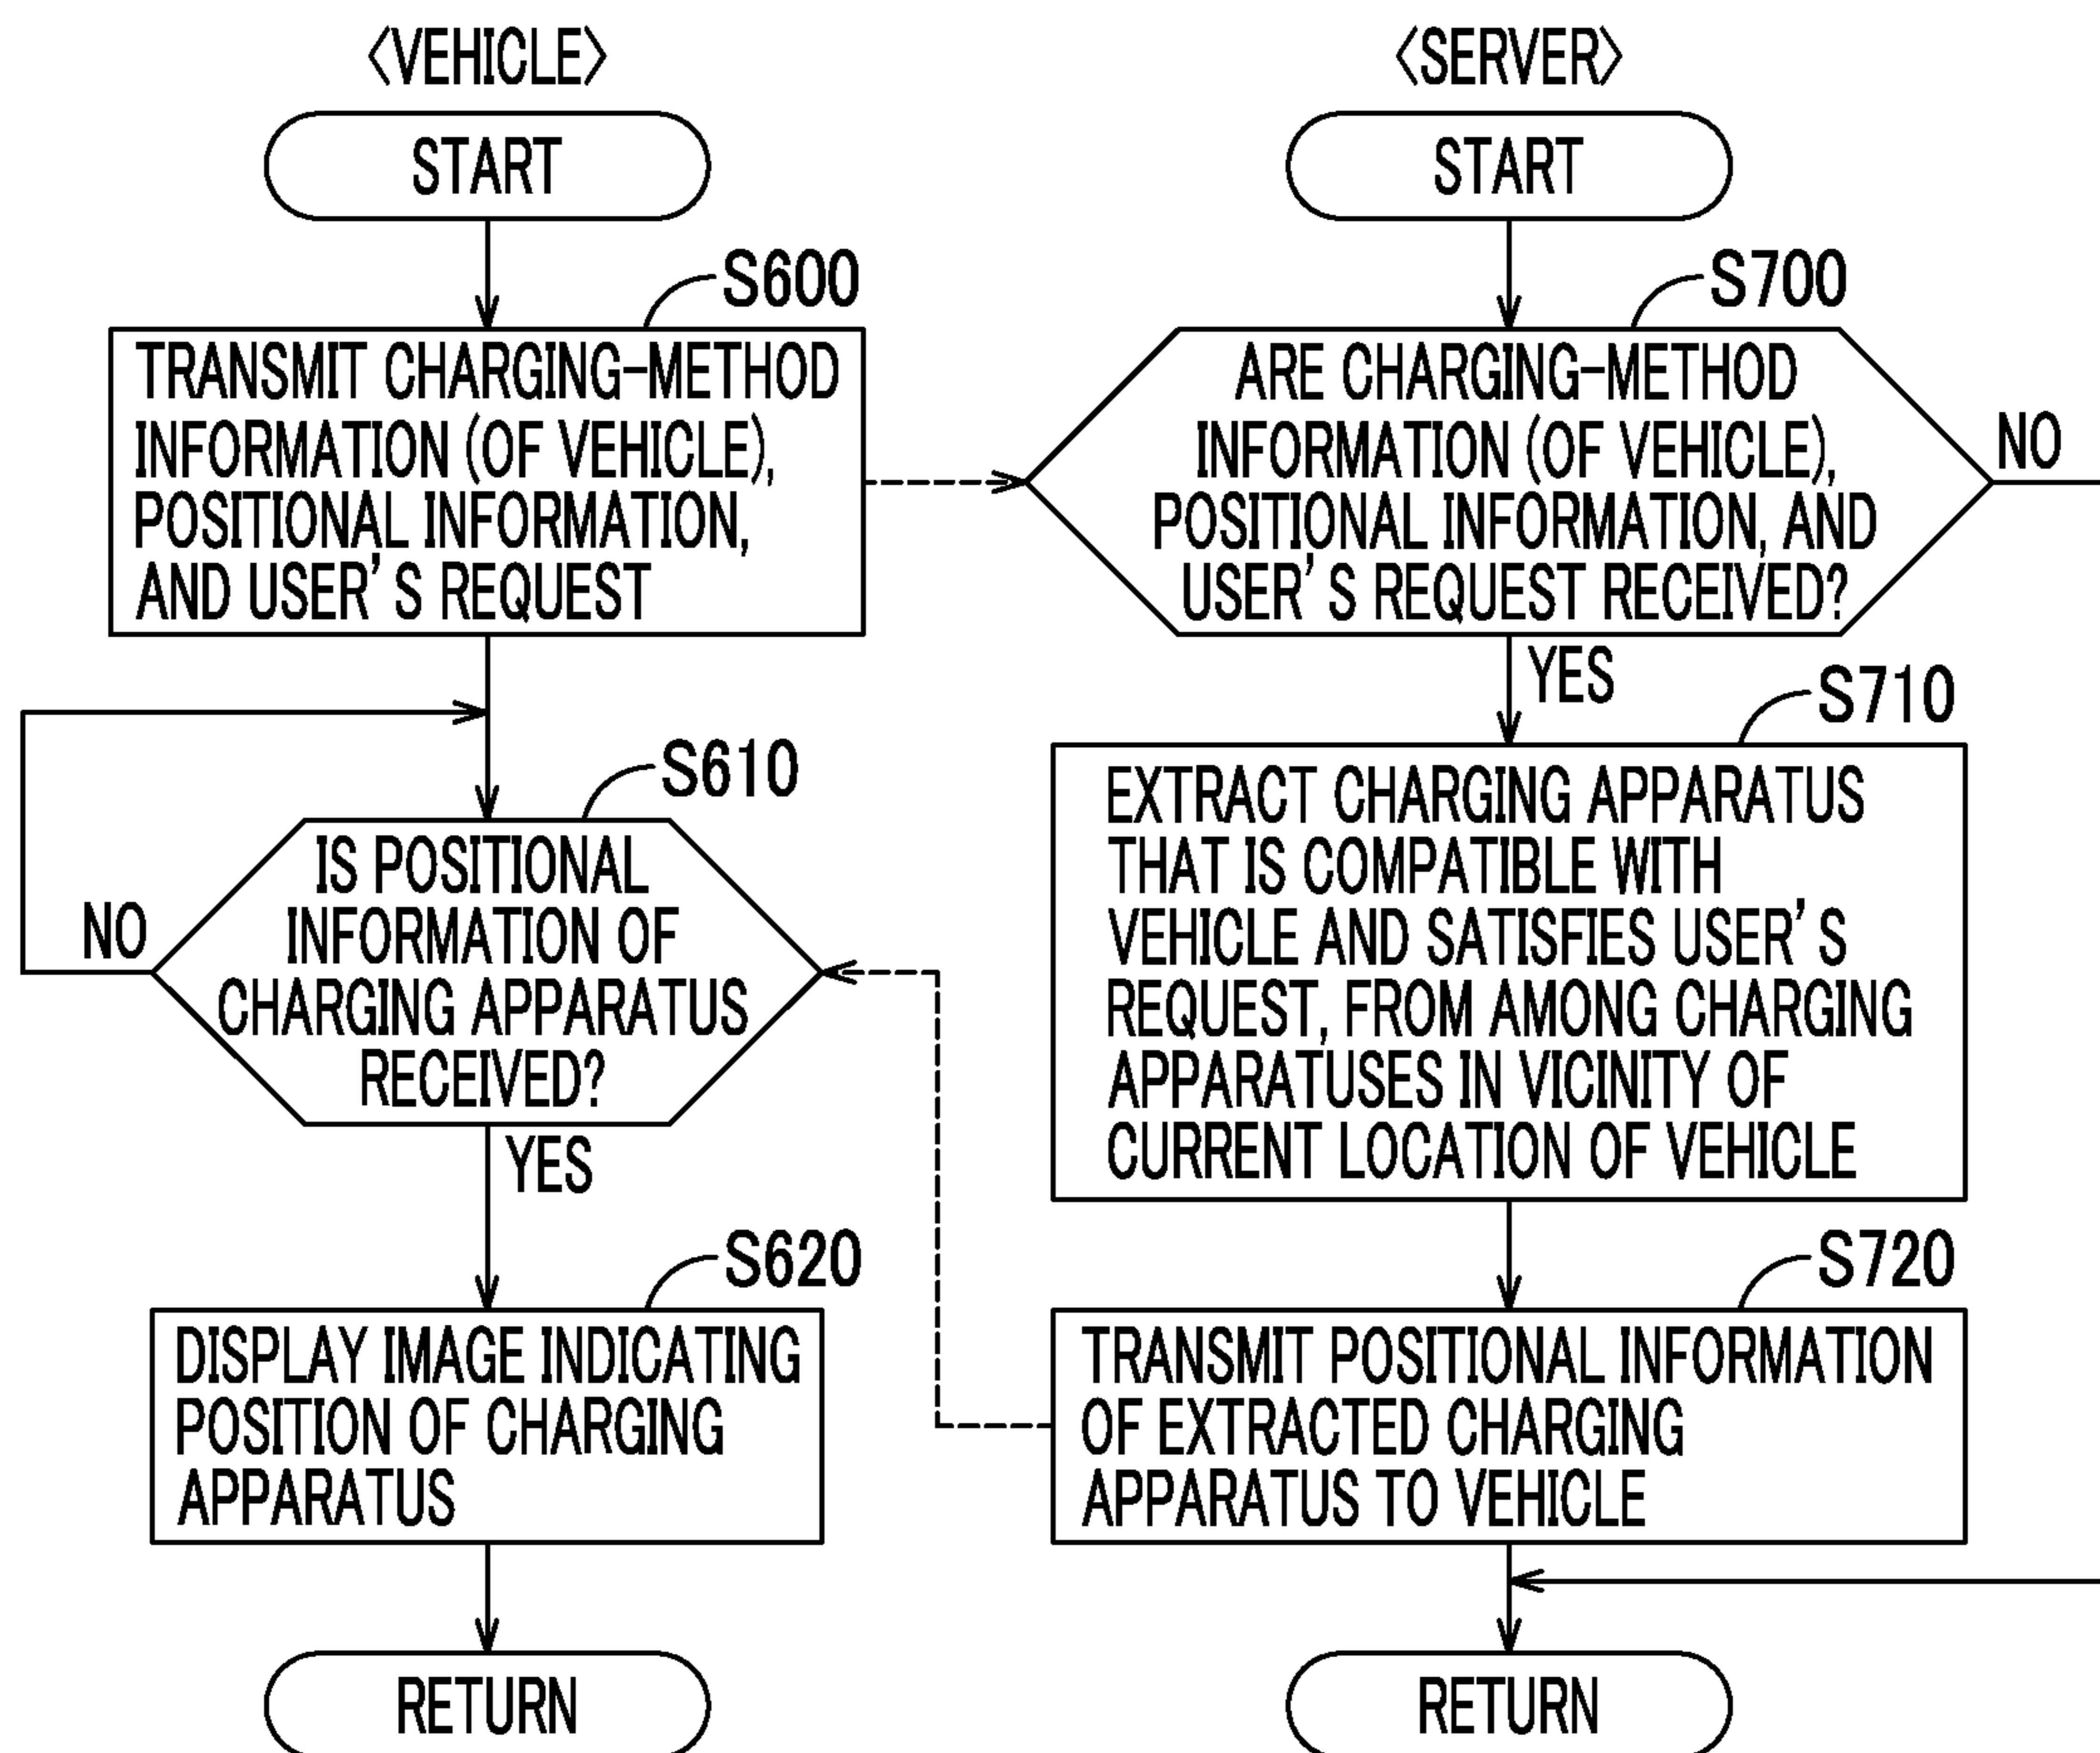 〈VEHICLE〉
START
S600
TRANSMIT CHARGING-METHOD
INFORMATION (OF VEHICLE),
POSITIONAL INFORMATION,
AND USER'S REQUEST
S610
IS POSITIONAL
INFORMATION OF
CHARGING APPARATUS
RECEIVED?
NO
YES
S620
DISPLAY IMAGE INDICATING
POSITION OF CHARGING
APPARATUS
RETURN
〈SERVER〉
START
S700
ARE CHARGING-METHOD
INFORMATION (OF VEHICLE),
POSITIONAL INFORMATION, AND
USER'S REQUEST RECEIVED?
NO
YES
S710
EXTRACT CHARGING APPARATUS
THAT IS COMPATIBLE WITH
VEHICLE AND SATISFIES USER'S
REQUEST, FROM AMONG CHARGING
APPARATUSES IN VICINITY OF
CURRENT LOCATION OF VEHICLE
S720
TRANSMIT POSITIONAL INFORMATION
OF EXTRACTED CHARGING
APPARATUS TO VEHICLE
RETURN